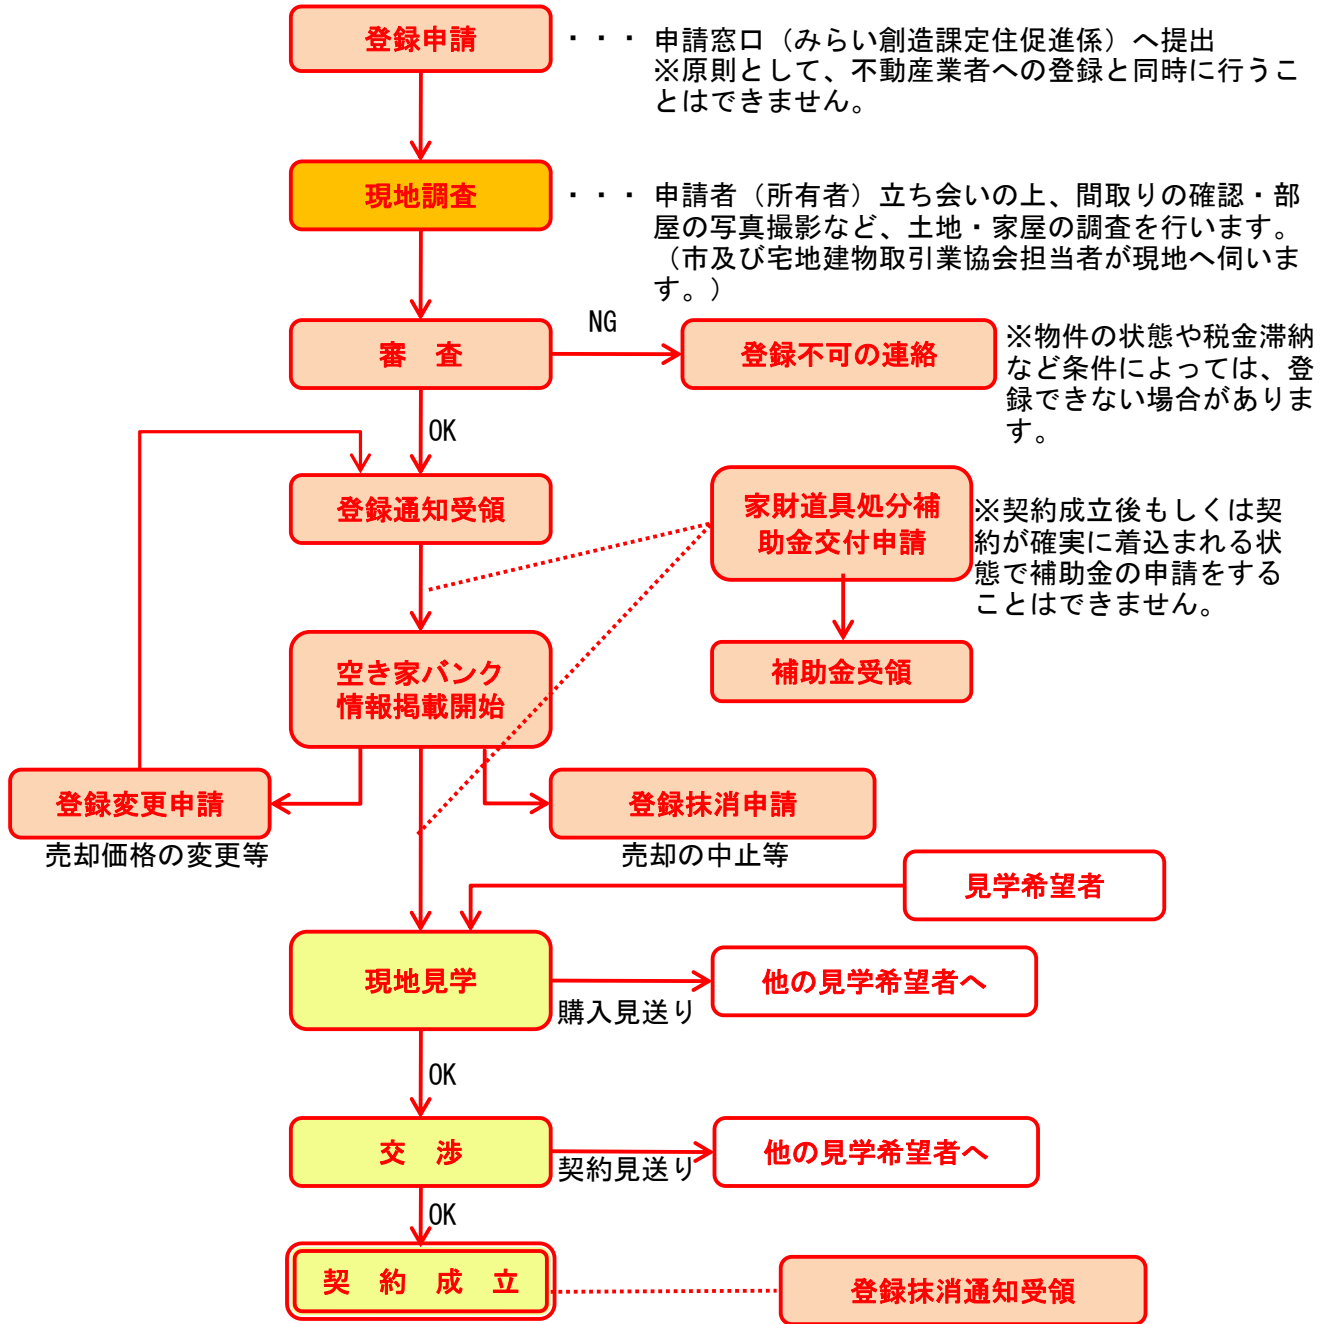 登録申請
・・・ 申請窓口（みらい創造課定住促進係）へ提出
※原則として、不動産業者への登録と同時に行うこ
とはできません。
現地調査
・・・ 申請者（所有者）立ち会いの上、間取りの確認・部
屋の写真撮影など、土地・家屋の調査を行います。
（市及び宅地建物取引業協会担当者が現地へ伺いま
す。）
審　査
NG
登録不可の連絡
※物件の状態や税金滞納
など条件によっては、登
録できない場合がありま
す。
OK
登録通知受領
家財道具処分補
助金交付申請
※契約成立後もしくは契
約が確実に着込まれる状
態で補助金の申請をする
ことはできません。
空き家バンク
情報掲載開始
補助金受領
登録変更申請
売却価格の変更等
登録抹消申請
売却の中止等
見学希望者
現地見学
購入見送り
他の見学希望者へ
OK
交　渉
契約見送り
他の見学希望者へ
OK
契　約　成　立
登録抹消通知受領